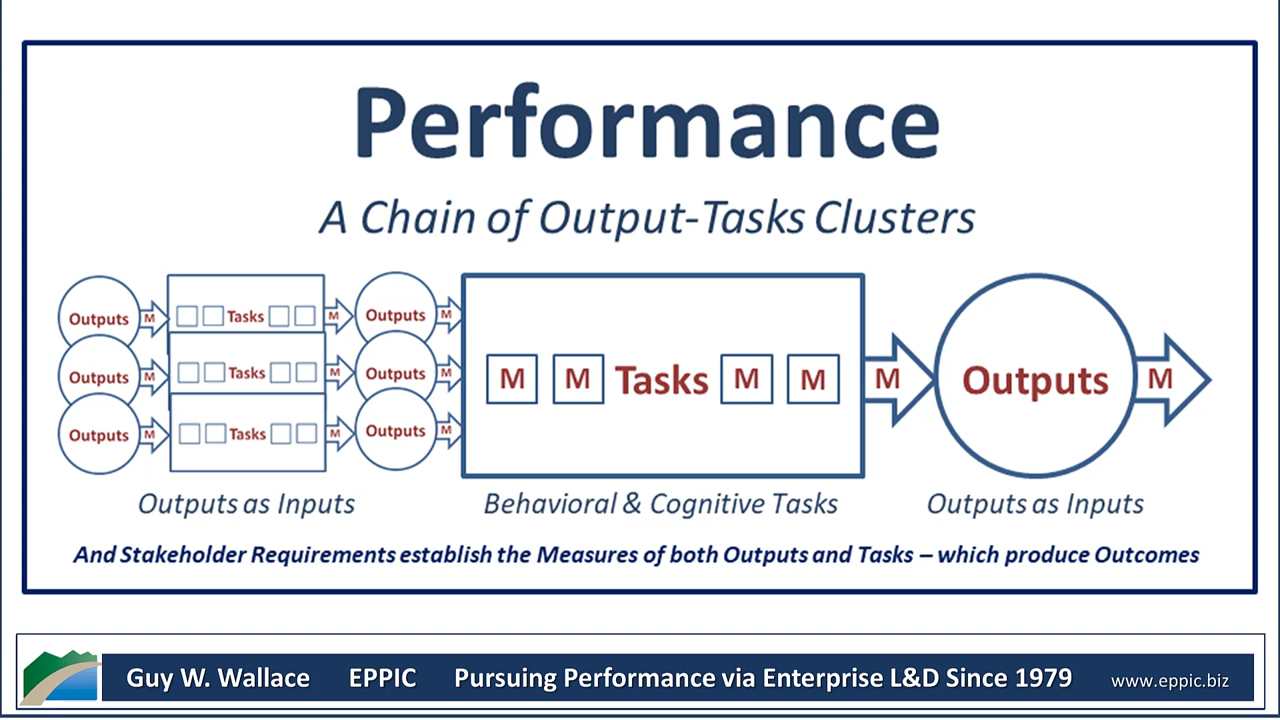 Performance
A Chain of Output-Tasks Clusters
Outputs M Tasks M Outputs M
Outputs M Tasks M Outputs M
Outputs M Tasks M Outputs M
M M Tasks M M M Outputs M
Outputs as Inputs Behavioral & Cognitive Tasks Outputs as Inputs
And Stakeholder Requirements establish the Measures of both Outputs and Tasks – which produce Outcomes
Guy W. Wallace EPPIC Pursuing Performance via Enterprise L&D Since 1979 www.eppic.biz